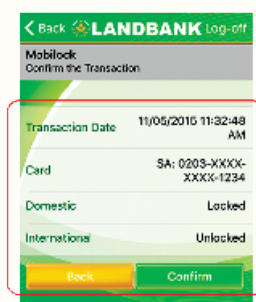 < Back LANDBANK Log-off
Mobilock
Confirm the Transaction
Transaction Date 11/05/2015 11:32:48
AM
Card SA: 0203-XXXX-
XXXX-1234
Domestic Locked
International Unlocked
Back Confirm